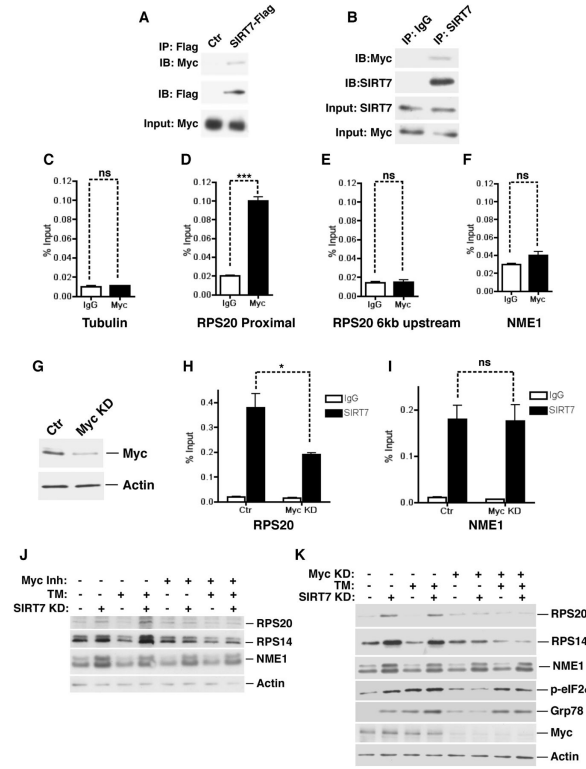 A
B
IP: Flag
Ctr
SIRT7-Flag
IB: Myc
IB: Flag
Input: Myc
IP: IgG
IP: SIRT7
IB:Myc
IB:SIRT7
Input: SIRT7
Input: Myc
C
D
E
F
ns
% Input
0.12
0.10
0.08
0.06
0.04
0.02
0.00
IgG
Myc
Tubulin
***
% Input
0.12
0.10
0.08
0.06
0.04
0.02
0.00
IgG
Myc
RPS20 Proximal
ns
% Input
0.12
0.10
0.08
0.06
0.04
0.02
0.00
IgG
Myc
RPS20 6kb upstream
ns
% Input
0.12
0.10
0.08
0.06
0.04
0.02
0.00
IgG
Myc
NME1
G
Ctr
Myc KD
Myc
Actin
H
*
IgG
SIRT7
% Input
0.4
0.2
0.0
Ctr
Myc KD
RPS20
I
ns
IgG
SIRT7
% Input
0.2
0.1
0.0
Ctr
Myc KD
NME1
J
Myc Inh: - - - - + + + +
TM: - - + + - - + +
SIRT7 KD: - + - + - + - +
RPS20
RPS14
NME1
Actin
K
Myc KD: - - - - + + + +
TM: - - + + - - + +
SIRT7 KD: - + - + - + - +
RPS20
RPS14
NME1
p-eIF2
Grp78
Myc
Actin